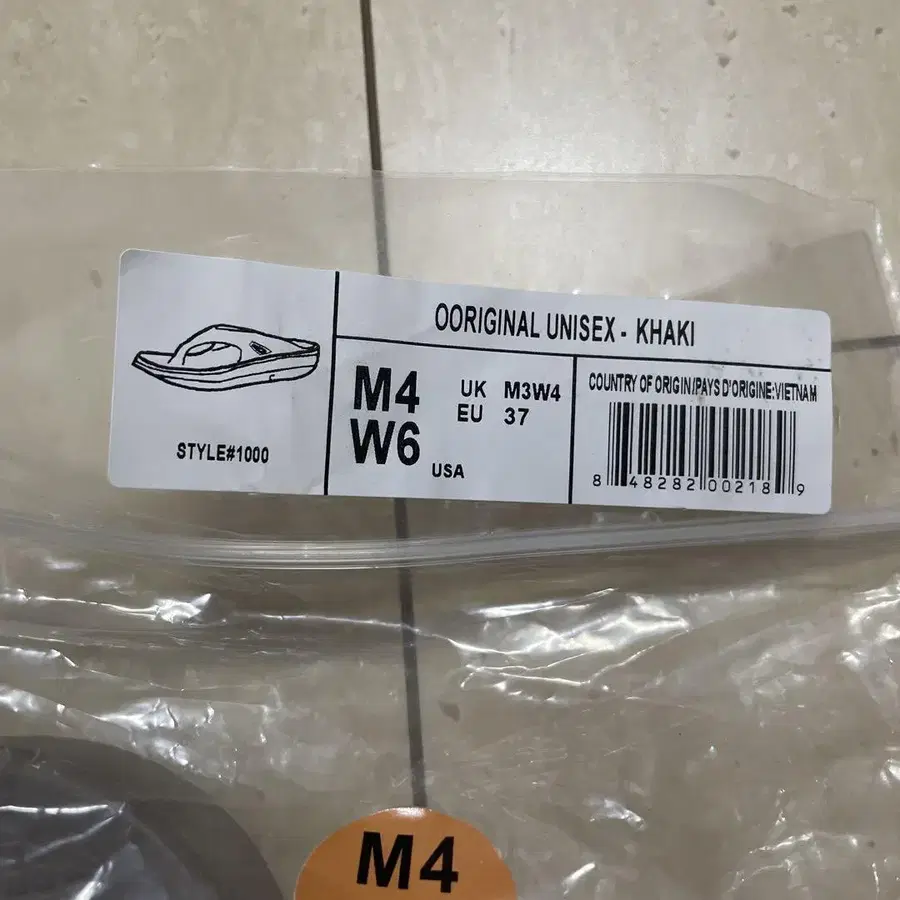 OORIGINAL UNISEX - KHAKI
STYLE#1000
M4
W6
USA
UK M3W4
EU 37
COUNTRY OF ORIGIN/PAYS D'ORIGINE:VIETNAM
8 48282 00218 9
M4